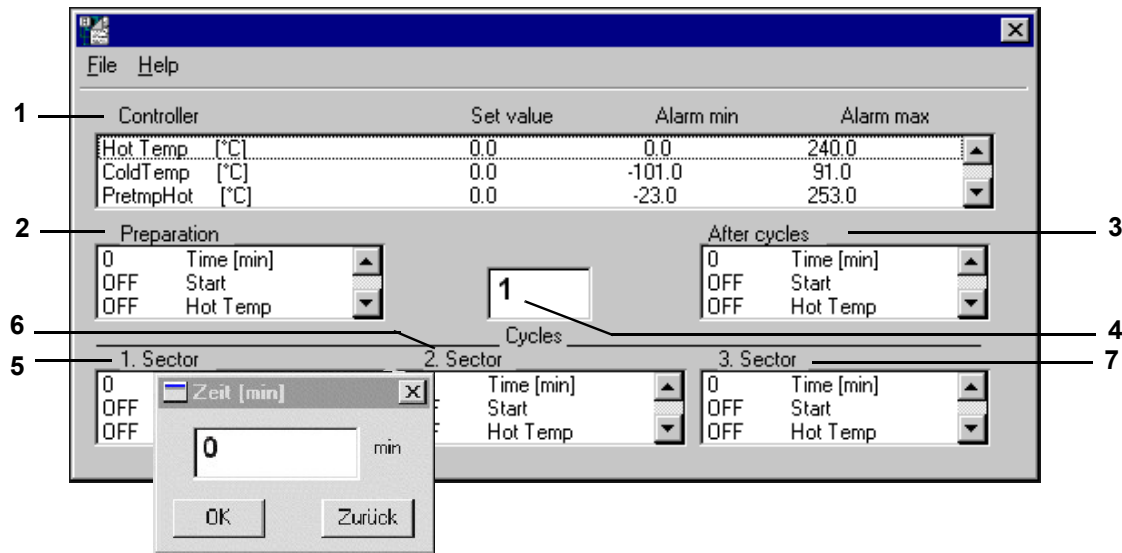 File Help
1 Controller Set value Alarm min Alarm max
Hot Temp [°C] 0.0 0.0 240.0
ColdTemp [°C] 0.0 -101.0 91.0
PretmpHot [°C] 0.0 -23.0 253.0
2 Preparation After cycles 3
0 Time [min] 0 Time [min]
OFF Start 1 OFF Start
OFF Hot Temp OFF Hot Temp
6 Cycles 4
5 1. Sector 2. Sector 3. Sector 7
0 Time [min] 0 Time [min]
OFF Start OFF Start
OFF Hot Temp OFF Hot Temp
Zeit [min]
0 min
OK Zurück